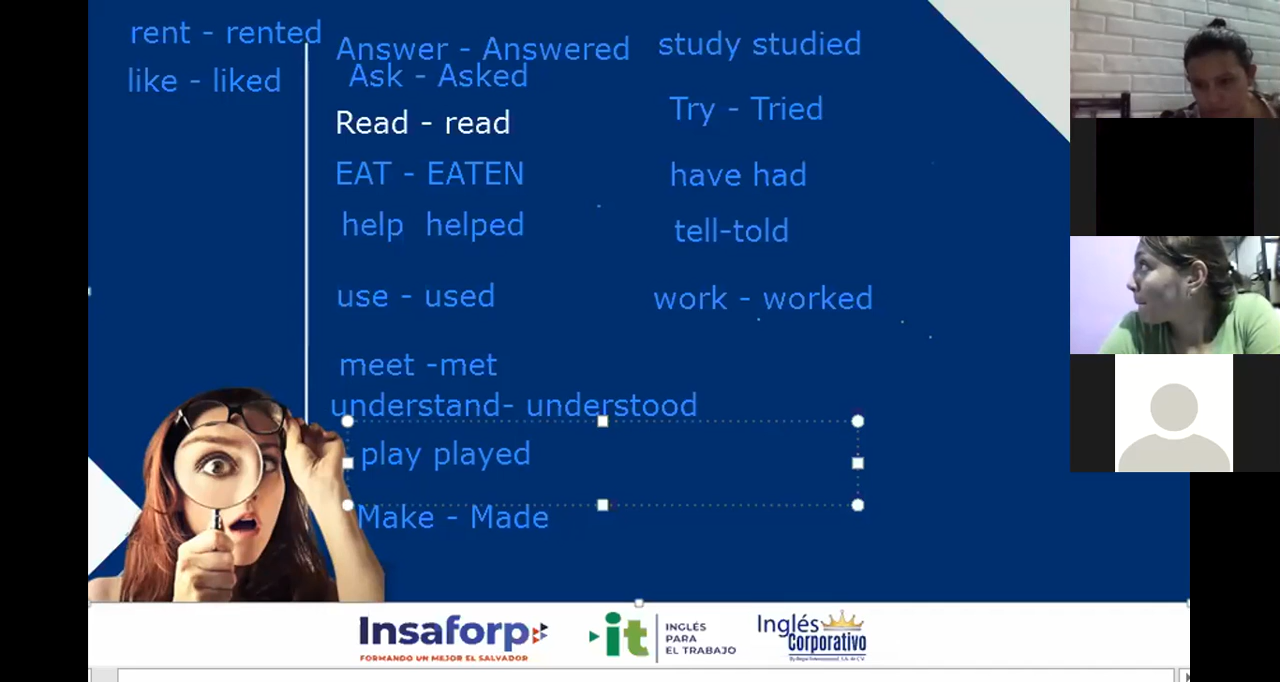 rent - rented
like - liked
Answer - Answered
Ask - Asked
Read - read
EAT - EATEN
help helped
use - used
meet -met
understand- understood
play played
Make - Made
study studied
Try - Tried
have had
tell-told
work - worked
Insaforp
FORMANDO UN MEJOR EL SALVADOR
it
INGLÉS
PARA
EL TRABAJO
Inglés
Corporativo